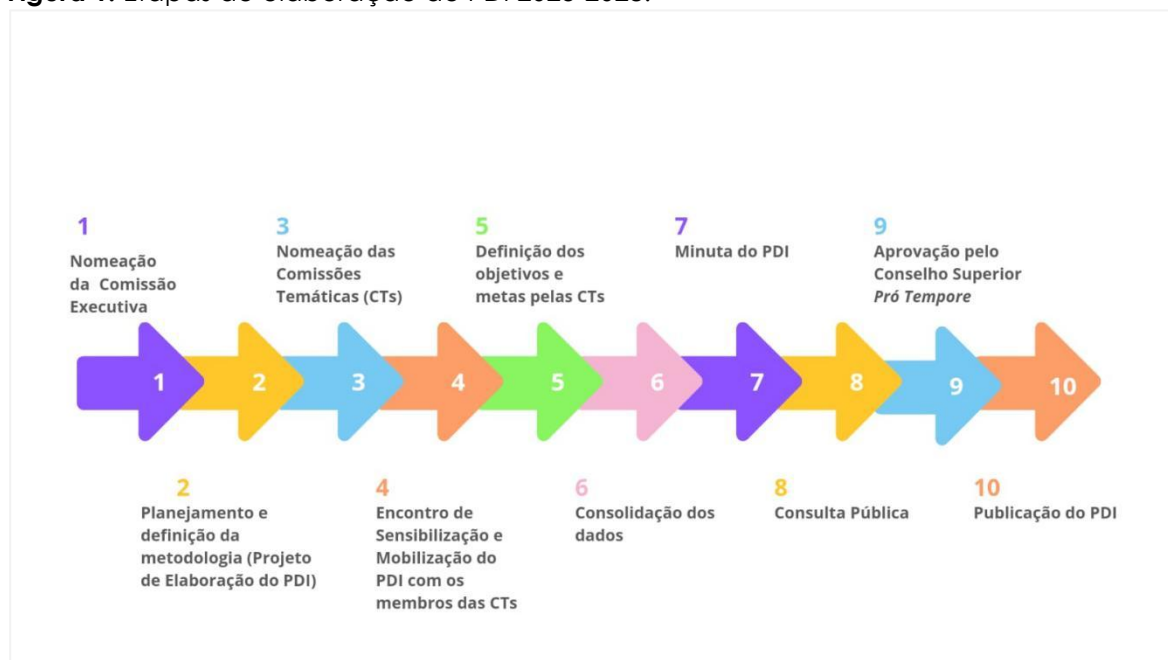 1
Nomeação
da Comissão
Executiva
3
Nomeação das
Comissões
Temáticas (CTs)
5
Definição dos
objetivos e
metas pelas CTs
7
Minuta do PDI
9
Aprovação pelo
Conselho Superior
Pró Tempore
1 2 3 4 5 6 7 8 9 10
2
Planejamento e
definição da
metodologia (Projeto
de Elaboração do PDI)
4
Encontro de
Sensibilização e
Mobilização do
PDI com os
membros das CTs
6
Consolidação dos
dados
8
Consulta Pública
10
Publicação do PDI